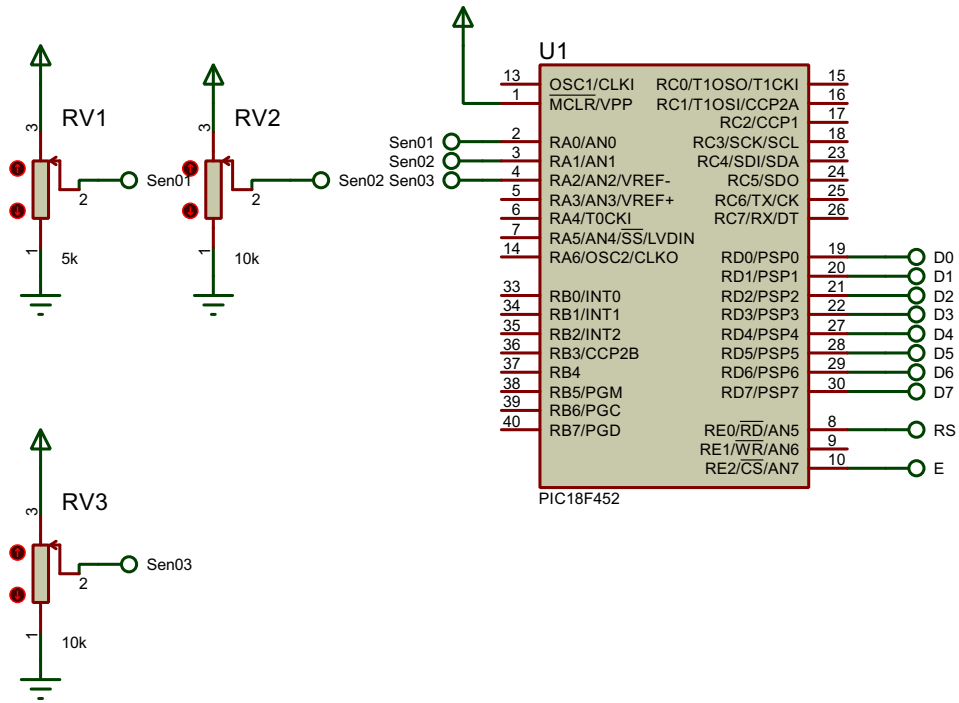 RV1
3
2
1
5k
Sen01
RV2
3
2
1
10k
Sen02
RV3
3
2
1
10k
Sen03
U1
13 OSC1/CLKI
1 MCLR/VPP
Sen01 2 RA0/AN0
Sen02 3 RA1/AN1
Sen03 4 RA2/AN2/VREF-
5 RA3/AN3/VREF+
6 RA4/T0CKI
7 RA5/AN4/SS/LVDIN
14 RA6/OSC2/CLKO
33 RB0/INT0
34 RB1/INT1
35 RB2/INT2
36 RB3/CCP2B
37 RB4
38 RB5/PGM
39 RB6/PGC
40 RB7/PGD
RC0/T1OSO/T1CKI 15
RC1/T1OSI/CCP2A 16
RC2/CCP1 17
RC3/SCK/SCL 18
RC4/SDI/SDA 23
RC5/SDO 24
RC6/TX/CK 25
RC7/RX/DT 26
RD0/PSP0 19 D0
RD1/PSP1 20 D1
RD2/PSP2 21 D2
RD3/PSP3 22 D3
RD4/PSP4 27 D4
RD5/PSP5 28 D5
RD6/PSP6 29 D6
RD7/PSP7 30 D7
RE0/RD/AN5 8 RS
RE1/WR/AN6 9
RE2/CS/AN7 10 E
PIC18F452